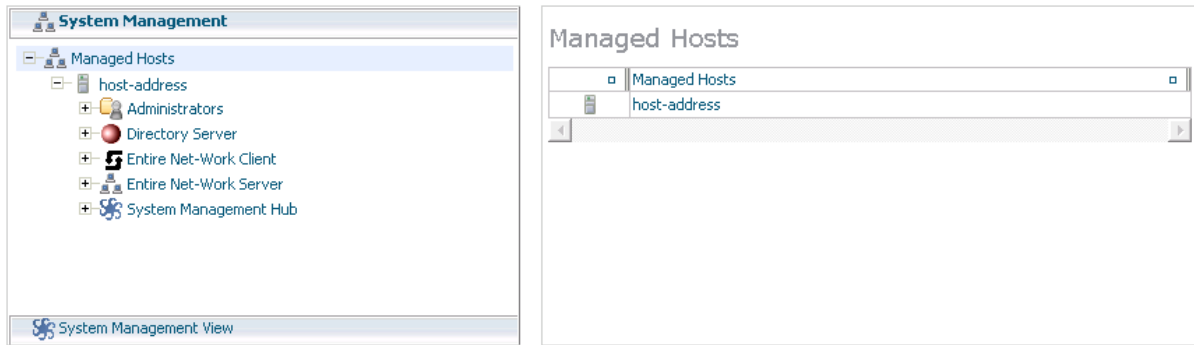 System Management
Managed Hosts
host-address
Administrators
Directory Server
Entire Net-Work Client
Entire Net-Work Server
System Management Hub
System Management View
Managed Hosts
Managed Hosts
host-address